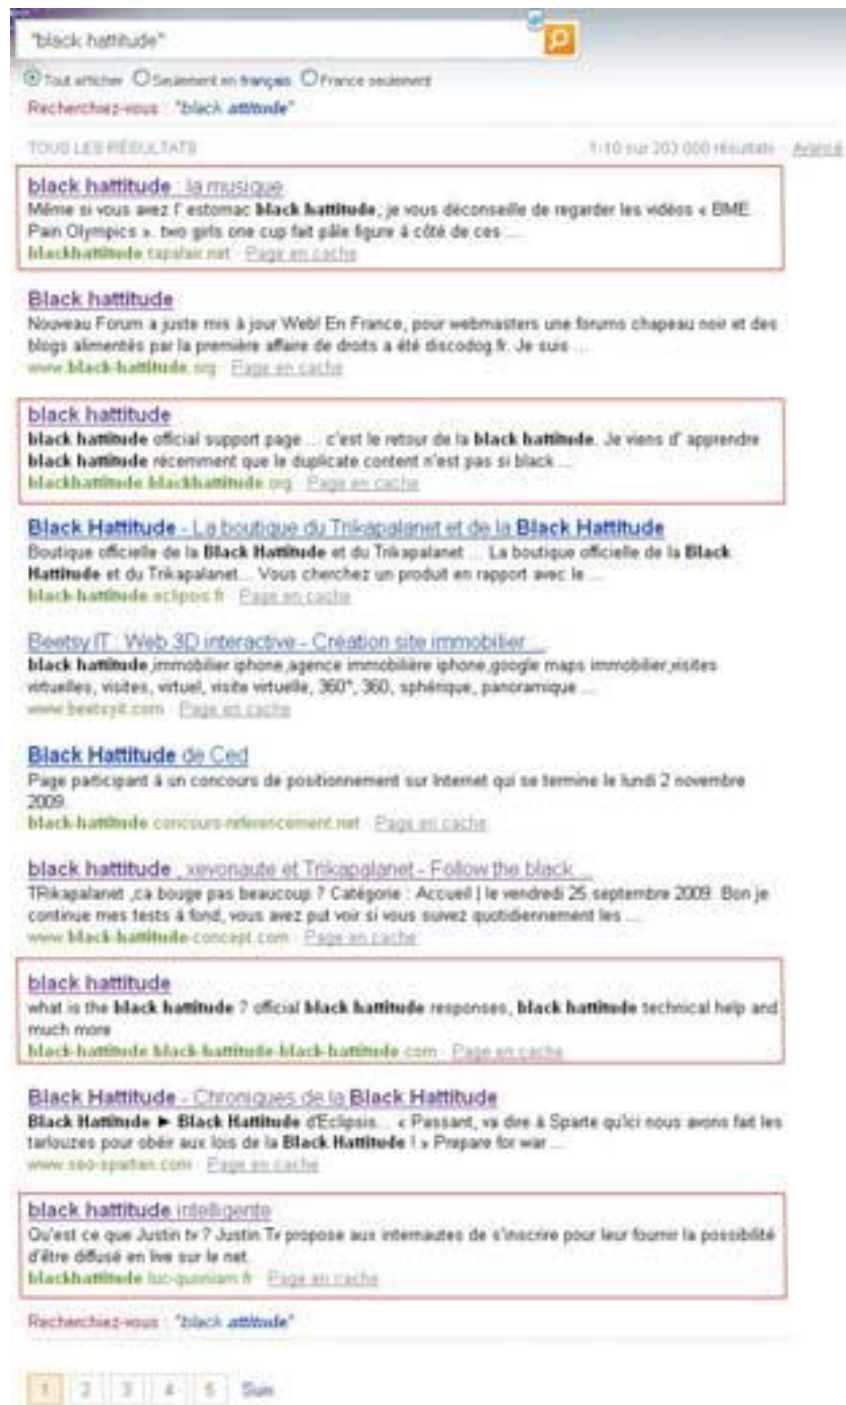 "black hattitude"
Tout afficher Seulement en français France seulement
Recherchiez-vous : "black attitude"
TOUS LES RÉSULTATS 1-10 sur 203 000 résultats Avancé
black hattitude : la musique
Même si vous avez l' estomac black hattitude, je vous déconseille de regarder les vidéos « BME
Pain Olympics ». two girls one cup fait pâle figure à côté de ces ...
blackhattitude.tapalair.net · Page en cache
Black hattitude
Nouveau Forum a juste mis à jour Web! En France, pour webmasters une forums chapeau noir et des
blogs alimentés par la première affaire de droits a été discodog.fr. Je suis ...
www.black-hattitude.org · Page en cache
black hattitude
black hattitude official support page ... c'est le retour de la black hattitude. Je viens d' apprendre
black hattitude récemment que le duplicate content n'est pas si black ...
blackhattitude.blackhattitude.org · Page en cache
Black Hattitude - La boutique du Trikapalanet et de la Black Hattitude
Boutique officielle de la Black Hattitude et du Trikapalanet ... La boutique officielle de la Black
Hattitude et du Trikapalanet... Vous cherchez un produit en rapport avec le ...
black-hattitude.eclipsis.fr · Page en cache
Beetsy IT : Web 3D interactive - Création site immobilier ...
black hattitude,immobilier iphone,agence immobilière iphone,google maps immobilier,visites
virtuelles, visites, virtuel, visite virtuelle, 360°, 360, sphérique, panoramique ...
www.beetsyit.com · Page en cache
Black Hattitude de Ced
Page participant à un concours de positionnement sur Internet qui se termine le lundi 2 novembre
2009.
black-hattitude.concours-referencement.net · Page en cache
black hattitude , xevonaute et Trikapalanet - Follow the black ...
TRikapalanet ,ca bouge pas beaucoup ? Catégorie : Accueil | le vendredi 25 septembre 2009. Bon je
continue mes tests à fond, vous avez put voir si vous suivez quotidiennement les ...
www.black-hattitude-concept.com · Page en cache
black hattitude
what is the black hattitude ? official black hattitude responses, black hattitude technical help and
much more
black-hattitude.black-hattitude-black-hattitude.com · Page en cache
Black Hattitude - Chroniques de la Black Hattitude
Black Hattitude ► Black Hattitude d'Eclipsis... « Passant, va dire à Sparte qu'ici nous avons fait les
tarlouzes pour obéir aux lois de la Black Hattitude ! » Prepare for war ...
www.seo-spartan.com · Page en cache
black hattitude intelligente
Qu'est ce que Justin tv ? Justin Tv propose aux internautes de s'inscrire pour leur fournir la possibilité
d'être diffusé en live sur le net.
blackhattitude.luc-quoniam.fr · Page en cache
Recherchiez-vous : "black attitude"
1 2 3 4 5 Suiv.